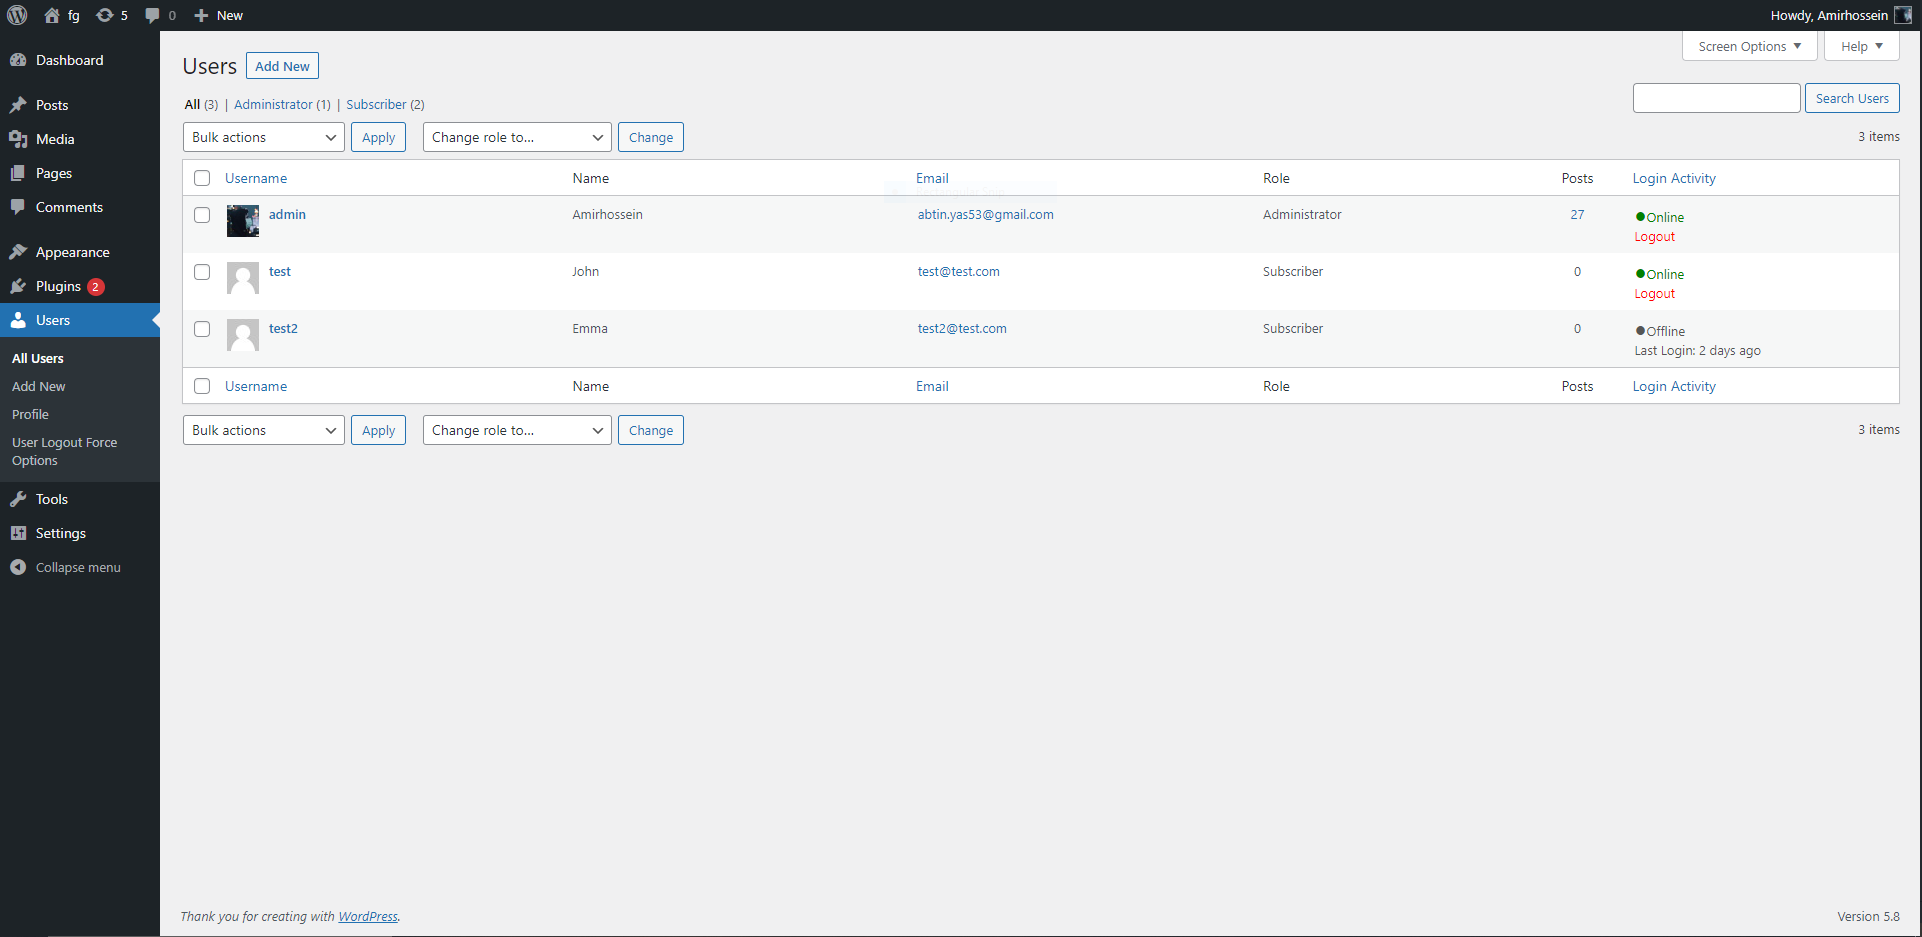 fg 5 0 New Howdy, Amirhossein
Dashboard
Posts
Media
Pages
Comments
Appearance
Plugins 2
Users
All Users
Add New
Profile
User Logout Force
Options
Tools
Settings
Collapse menu
Screen Options Help
Users Add New
All (3) | Administrator (1) | Subscriber (2)
Search Users
Bulk actions Apply Change role to... Change 3 items
Username Name Email Role Posts Login Activity
admin Amirhossein abtin.yas53@gmail.com Administrator 27 Online
Logout
test John test@test.com Subscriber 0 Online
Logout
test2 Emma test2@test.com Subscriber 0 Offline
Last Login: 2 days ago
Username Name Email Role Posts Login Activity
Bulk actions Apply Change role to... Change 3 items
Thank you for creating with WordPress. Version 5.8